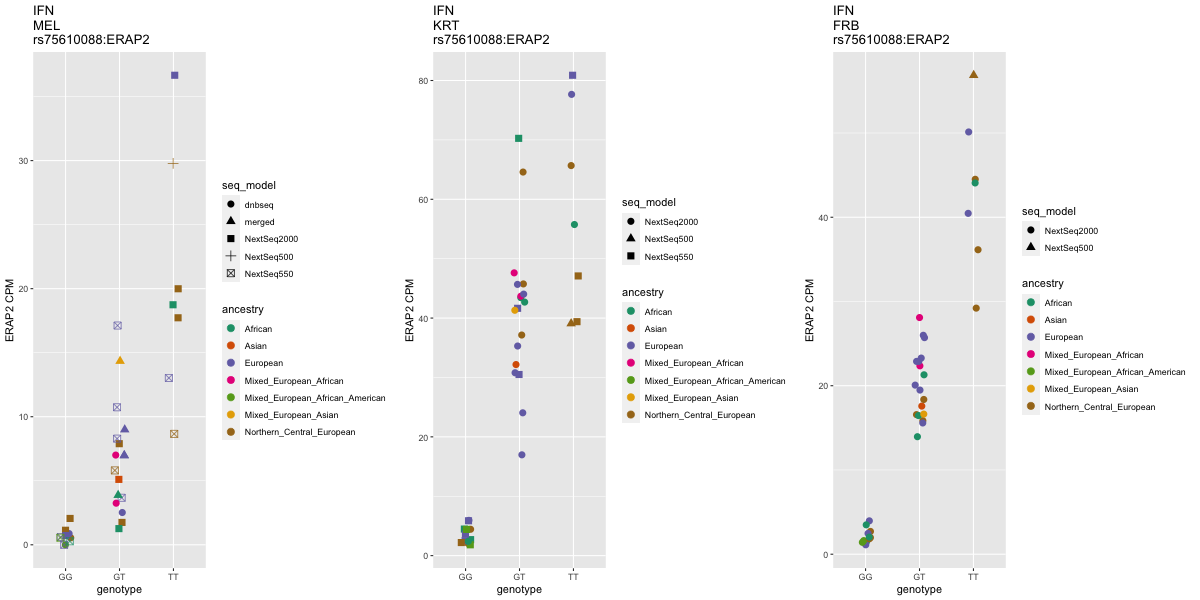 IFN
MEL
rs75610088:ERAP2
ERAP2 CPM
30
20
10
0
GG GT TT
genotype
seq_model
dnbseq
merged
NextSeq2000
NextSeq500
NextSeq550
ancestry
African
Asian
European
Mixed_European_African
Mixed_European_African_American
Mixed_European_Asian
Northern_Central_European
IFN
KRT
rs75610088:ERAP2
ERAP2 CPM
80
60
40
20
0
GG GT TT
genotype
seq_model
NextSeq2000
NextSeq500
NextSeq550
ancestry
African
Asian
European
Mixed_European_African
Mixed_European_African_American
Mixed_European_Asian
Northern_Central_European
IFN
FRB
rs75610088:ERAP2
ERAP2 CPM
40
20
0
GG GT TT
genotype
seq_model
NextSeq2000
NextSeq500
ancestry
African
Asian
European
Mixed_European_African
Mixed_European_African_American
Mixed_European_Asian
Northern_Central_European